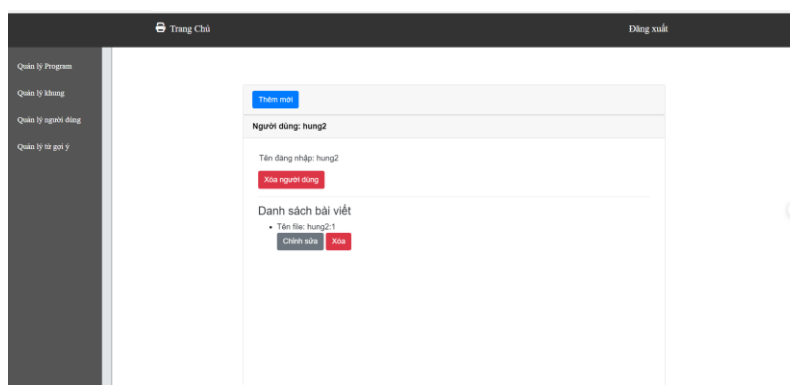 Trang Chủ
Đăng xuất
Quản lý Program
Quản lý khung
Quản lý người dùng
Quản lý từ gợi ý
Thêm mới
Người dùng: hung2
Tên đăng nhập: hung2
Xóa người dùng
Danh sách bài viết
Tên file: hung2:1
Chỉnh sửa Xóa